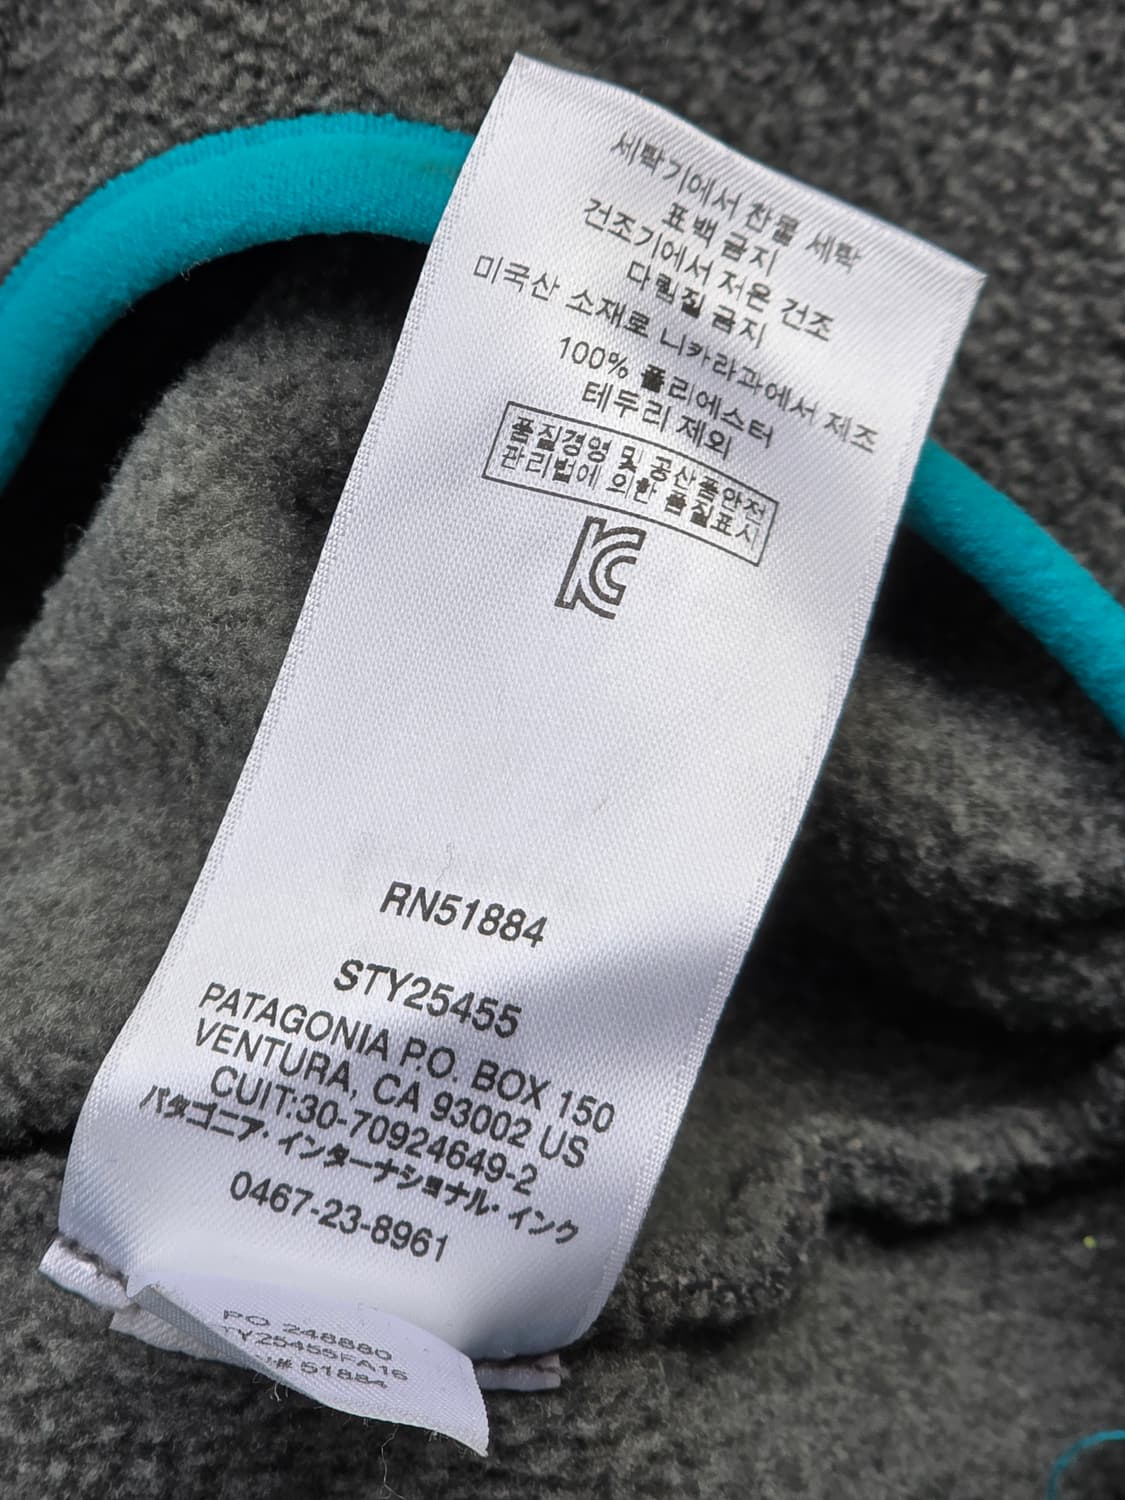 세탁기에서 찬물 세탁
표백 금지
건조기에서 저온 건조
다림질 금지
미국산 소재로 니카라과에서 제조
100% 폴리에스터
테두리 제외
품질경영 및 공산품안전
관리법에 의한 품질표시
KC
RN51884
STY25455
PATAGONIA P.O. BOX 150
VENTURA, CA 93002 US
CUIT:30-70924649-2
パタゴニア・インターナショナル・インク
0467-23-8961
PO 248880
TY25455FA16
# 51884